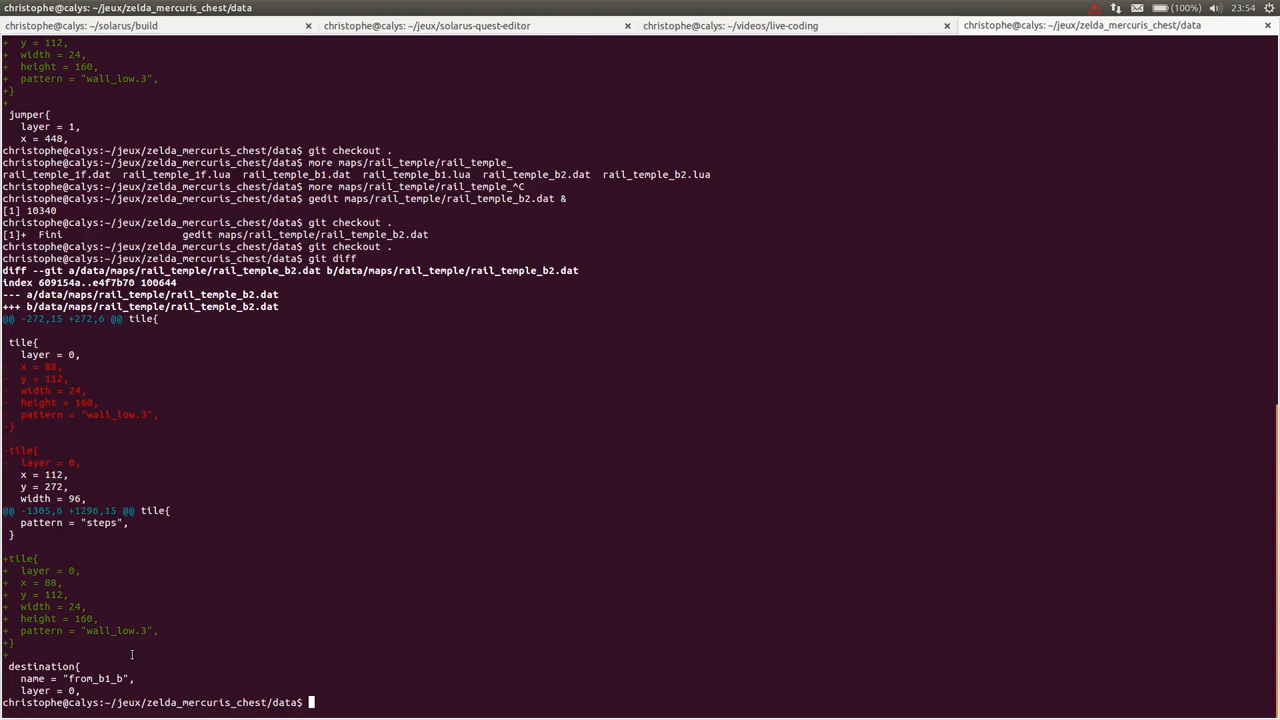 christophe@calys: ~/jeux/zelda_mercuris_chest/data
(100%) 23:54
christophe@calys: ~/solarus/build
christophe@calys: ~/jeux/solarus-quest-editor
christophe@calys: ~/videos/live-coding
christophe@calys: ~/jeux/zelda_mercuris_chest/data
+  y = 112,
+  width = 24,
+  height = 160,
+  pattern = "wall_low.3",
+}
+
 jumper{
   layer = 1,
   x = 448,
christophe@calys:~/jeux/zelda_mercuris_chest/data$ git checkout .
christophe@calys:~/jeux/zelda_mercuris_chest/data$ more maps/rail_temple/rail_temple_
rail_temple_1f.dat  rail_temple_1f.lua  rail_temple_b1.dat  rail_temple_b1.lua  rail_temple_b2.dat  rail_temple_b2.lua
christophe@calys:~/jeux/zelda_mercuris_chest/data$ more maps/rail_temple/rail_temple_^C
christophe@calys:~/jeux/zelda_mercuris_chest/data$ gedit maps/rail_temple/rail_temple_b2.dat &
[1] 10340
christophe@calys:~/jeux/zelda_mercuris_chest/data$ git checkout .
[1]+  Fini                    gedit maps/rail_temple/rail_temple_b2.dat
christophe@calys:~/jeux/zelda_mercuris_chest/data$ git checkout .
christophe@calys:~/jeux/zelda_mercuris_chest/data$ git diff
diff --git a/data/maps/rail_temple/rail_temple_b2.dat b/data/maps/rail_temple/rail_temple_b2.dat
index 609154a..e4f7b70 100644
--- a/data/maps/rail_temple/rail_temple_b2.dat
+++ b/data/maps/rail_temple/rail_temple_b2.dat
@@ -272,15 +272,6 @@ tile{
 tile{
   layer = 0,
-  x = 88,
-  y = 112,
-  width = 24,
-  height = 160,
-  pattern = "wall_low.3",
-}
-
-tile{
-  layer = 0,
   x = 112,
   y = 272,
   width = 96,
@@ -1305,6 +1296,15 @@ tile{
   pattern = "steps",
 }
+tile{
+  layer = 0,
+  x = 88,
+  y = 112,
+  width = 24,
+  height = 160,
+  pattern = "wall_low.3",
+}
+
 destination{
   name = "from_b1_b",
   layer = 0,
christophe@calys:~/jeux/zelda_mercuris_chest/data$